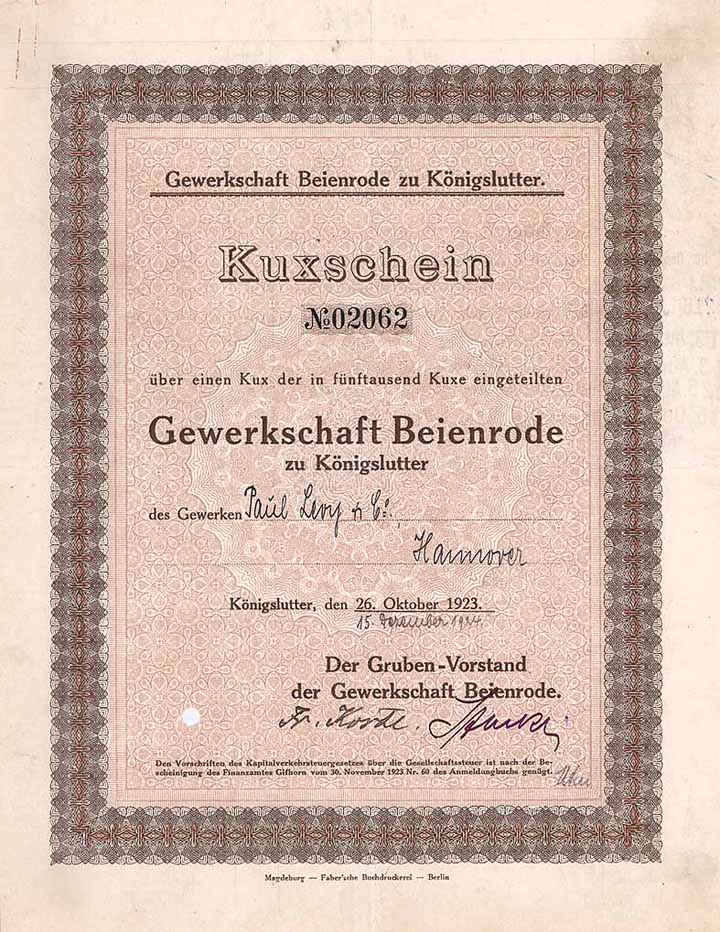 Gewerkschaft Beienrode zu Königslutter.
Kuxschein
№02062
über einen Kux der in fünftausend Kuxe eingeteilten
Gewerkschaft Beienrode
zu Königslutter
des Gewerken Paul Levy & Co.,
Hannover
Königslutter, den 26. Oktober 1923.
15. Dezember 1924
Der Gruben-Vorstand
der Gewerkschaft Beienrode.
Den Vorschriften des Kapitalverkehrsteuergesetzes über die Gesellschaftssteuer ist nach der Be-
scheinigung des Finanzamtes Gifhorn vom 30. November 1923 Nr. 60 des Anmeldungbuchs genügt.
Magdeburg — Faber'sche Buchdruckerei — Berlin